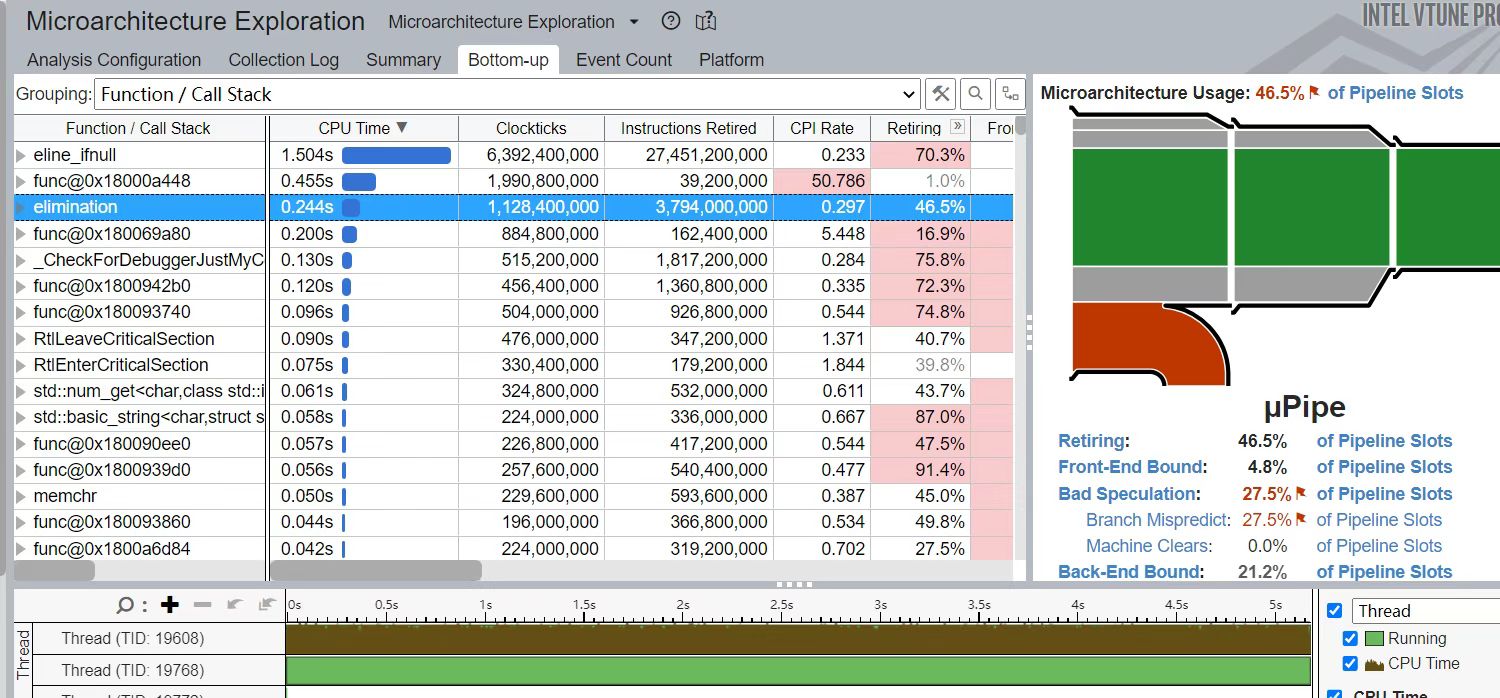 Microarchitecture Exploration Microarchitecture Exploration
INTEL VTUNE PRO
Analysis Configuration Collection Log Summary Bottom-up Event Count Platform
Grouping: Function / Call Stack
Function / Call Stack CPU Time ▼ Clockticks Instructions Retired CPI Rate Retiring » Fro
eline_ifnull 1.504s 6,392,400,000 27,451,200,000 0.233 70.3%
func@0x18000a448 0.455s 1,990,800,000 39,200,000 50.786 1.0%
elimination 0.244s 1,128,400,000 3,794,000,000 0.297 46.5%
func@0x180069a80 0.200s 884,800,000 162,400,000 5.448 16.9%
_CheckForDebuggerJustMyC 0.130s 515,200,000 1,817,200,000 0.284 75.8%
func@0x1800942b0 0.120s 456,400,000 1,360,800,000 0.335 72.3%
func@0x180093740 0.096s 504,000,000 926,800,000 0.544 74.8%
RtlLeaveCriticalSection 0.090s 476,000,000 347,200,000 1.371 40.7%
RtlEnterCriticalSection 0.075s 330,400,000 179,200,000 1.844 39.8%
std::num_get<char,class std::i 0.061s 324,800,000 532,000,000 0.611 43.7%
std::basic_string<char,struct s 0.058s 224,000,000 336,000,000 0.667 87.0%
func@0x180090ee0 0.057s 226,800,000 417,200,000 0.544 47.5%
func@0x1800939d0 0.056s 257,600,000 540,400,000 0.477 91.4%
memchr 0.050s 229,600,000 593,600,000 0.387 45.0%
func@0x180093860 0.044s 196,000,000 366,800,000 0.534 49.8%
func@0x1800a6d84 0.042s 224,000,000 319,200,000 0.702 27.5%
Microarchitecture Usage: 46.5% of Pipeline Slots
µPipe
Retiring: 46.5% of Pipeline Slots
Front-End Bound: 4.8% of Pipeline Slots
Bad Speculation: 27.5% of Pipeline Slots
Branch Mispredict: 27.5% of Pipeline Slots
Machine Clears: 0.0% of Pipeline Slots
Back-End Bound: 21.2% of Pipeline Slots
0s 0.5s 1s 1.5s 2s 2.5s 3s 3.5s 4s 4.5s 5s
Thread
Thread (TID: 19608)
Thread (TID: 19768)
Thread
Running
CPU Time
CPU Time